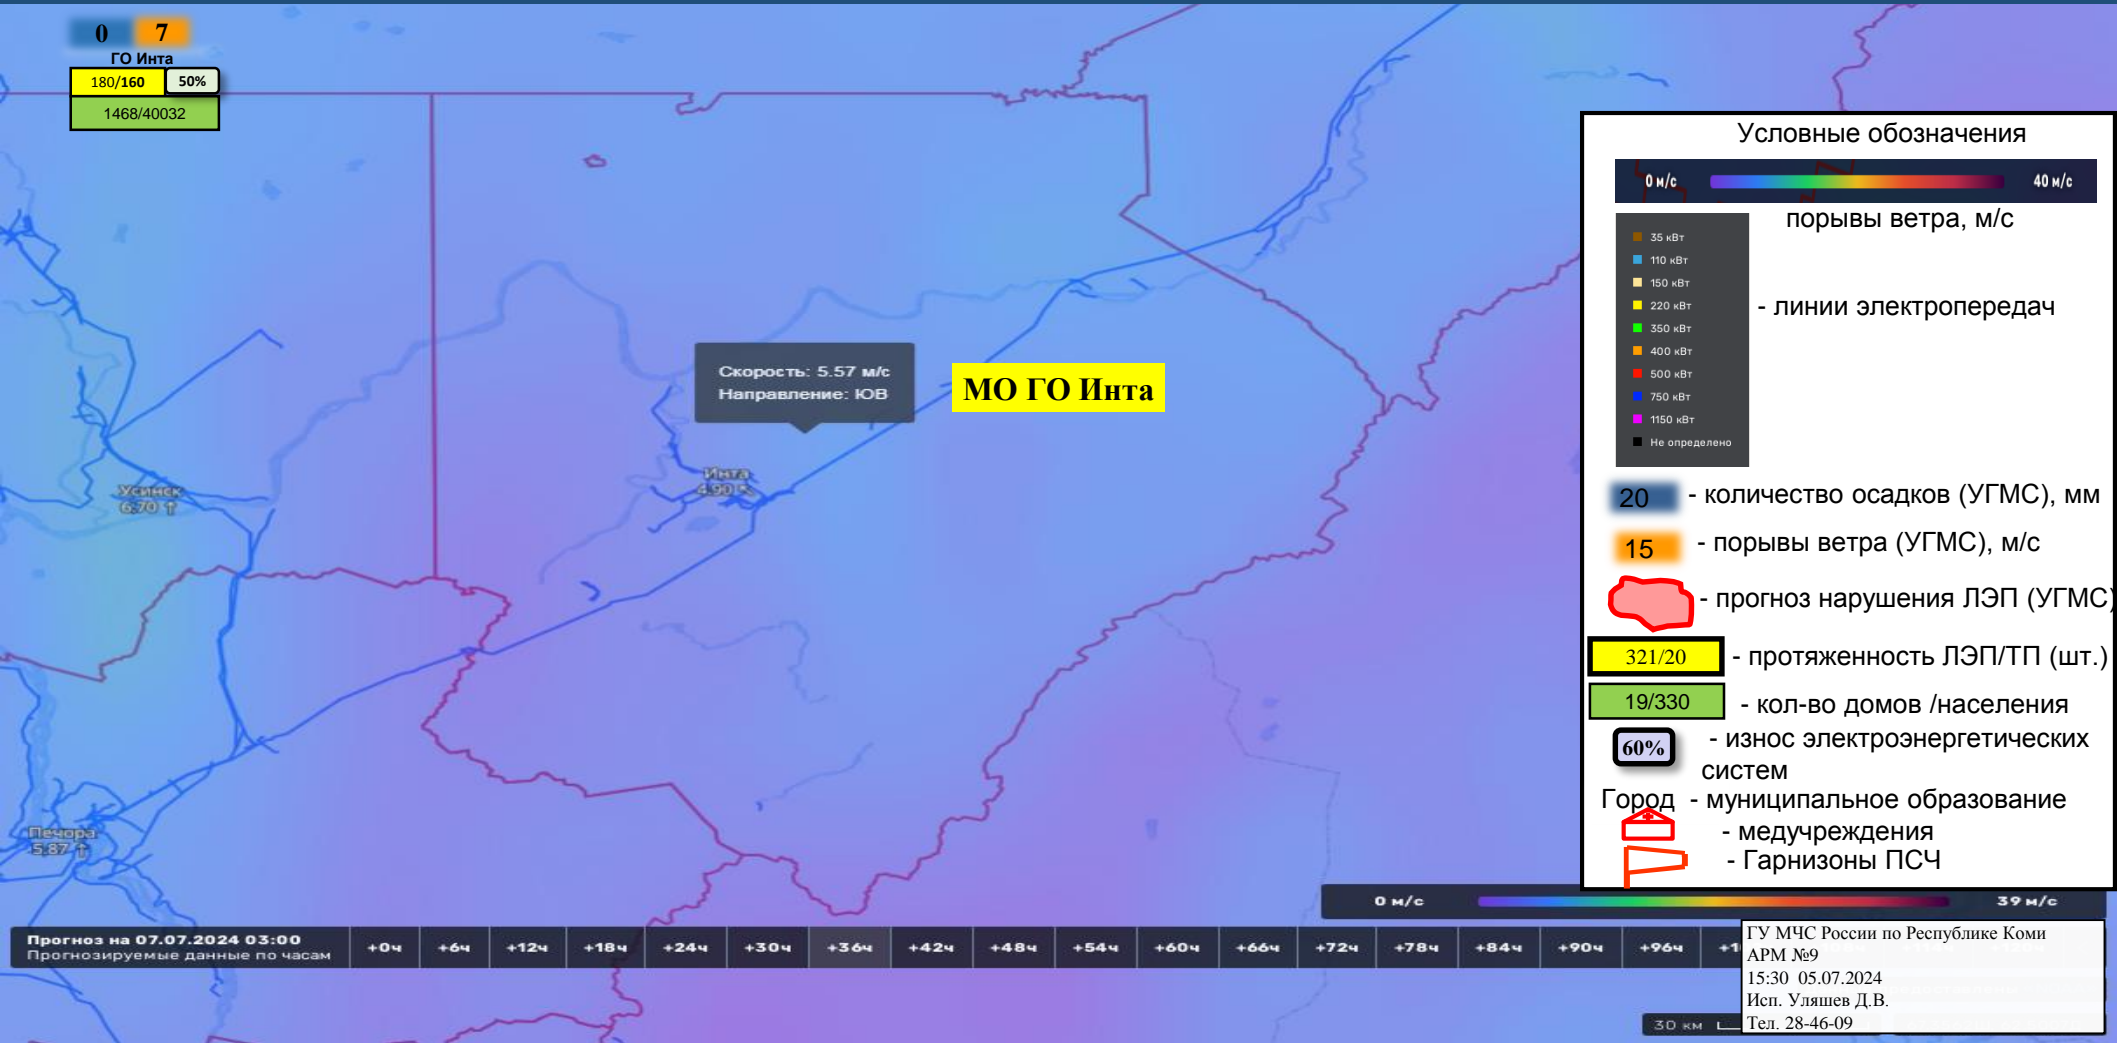 0 7
ГО Инта
180/160 50%
1468/40032
Скорость: 5.57 м/с
Направление: ЮВ
МО ГО Инта
Инта
4.90
Усинск
6.70 ↑
Печора
5.87 ↑
Условные обозначения
0 м/с 40 м/с
порывы ветра, м/с
35 кВт
110 кВт
150 кВт
220 кВт
350 кВт
400 кВт
500 кВт
750 кВт
1150 кВт
Не определено
- линии электропередач
20 - количество осадков (УГМС), мм
15 - порывы ветра (УГМС), м/с
- прогноз нарушения ЛЭП (УГМС)
321/20 - протяженность ЛЭП/ТП (шт.)
19/330 - кол-во домов /населения
60% - износ электроэнергетических
систем
Город - муниципальное образование
- медучреждения
- Гарнизоны ПСЧ
0 м/с 39 м/с
Прогноз на 07.07.2024 03:00
Прогнозируемые данные по часам
+0ч +6ч +12ч +18ч +24ч +30ч +36ч +42ч +48ч +54ч +60ч +66ч +72ч +78ч +84ч +90ч +96ч
ГУ МЧС России по Республике Коми
АРМ №9
15:30 05.07.2024
Исп. Уляшев Д.В.
Тел. 28-46-09
30 км